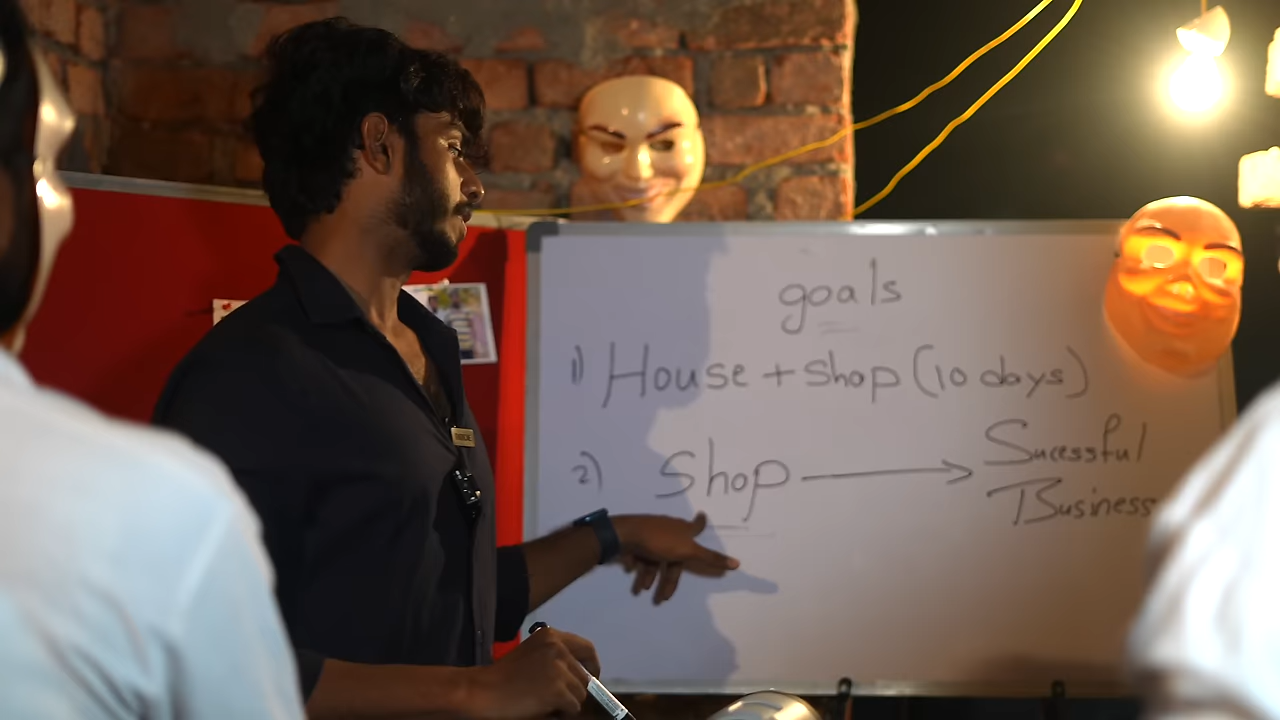 goals
1) House + Shop (10 days)
2) Shop → Sucessful
Business